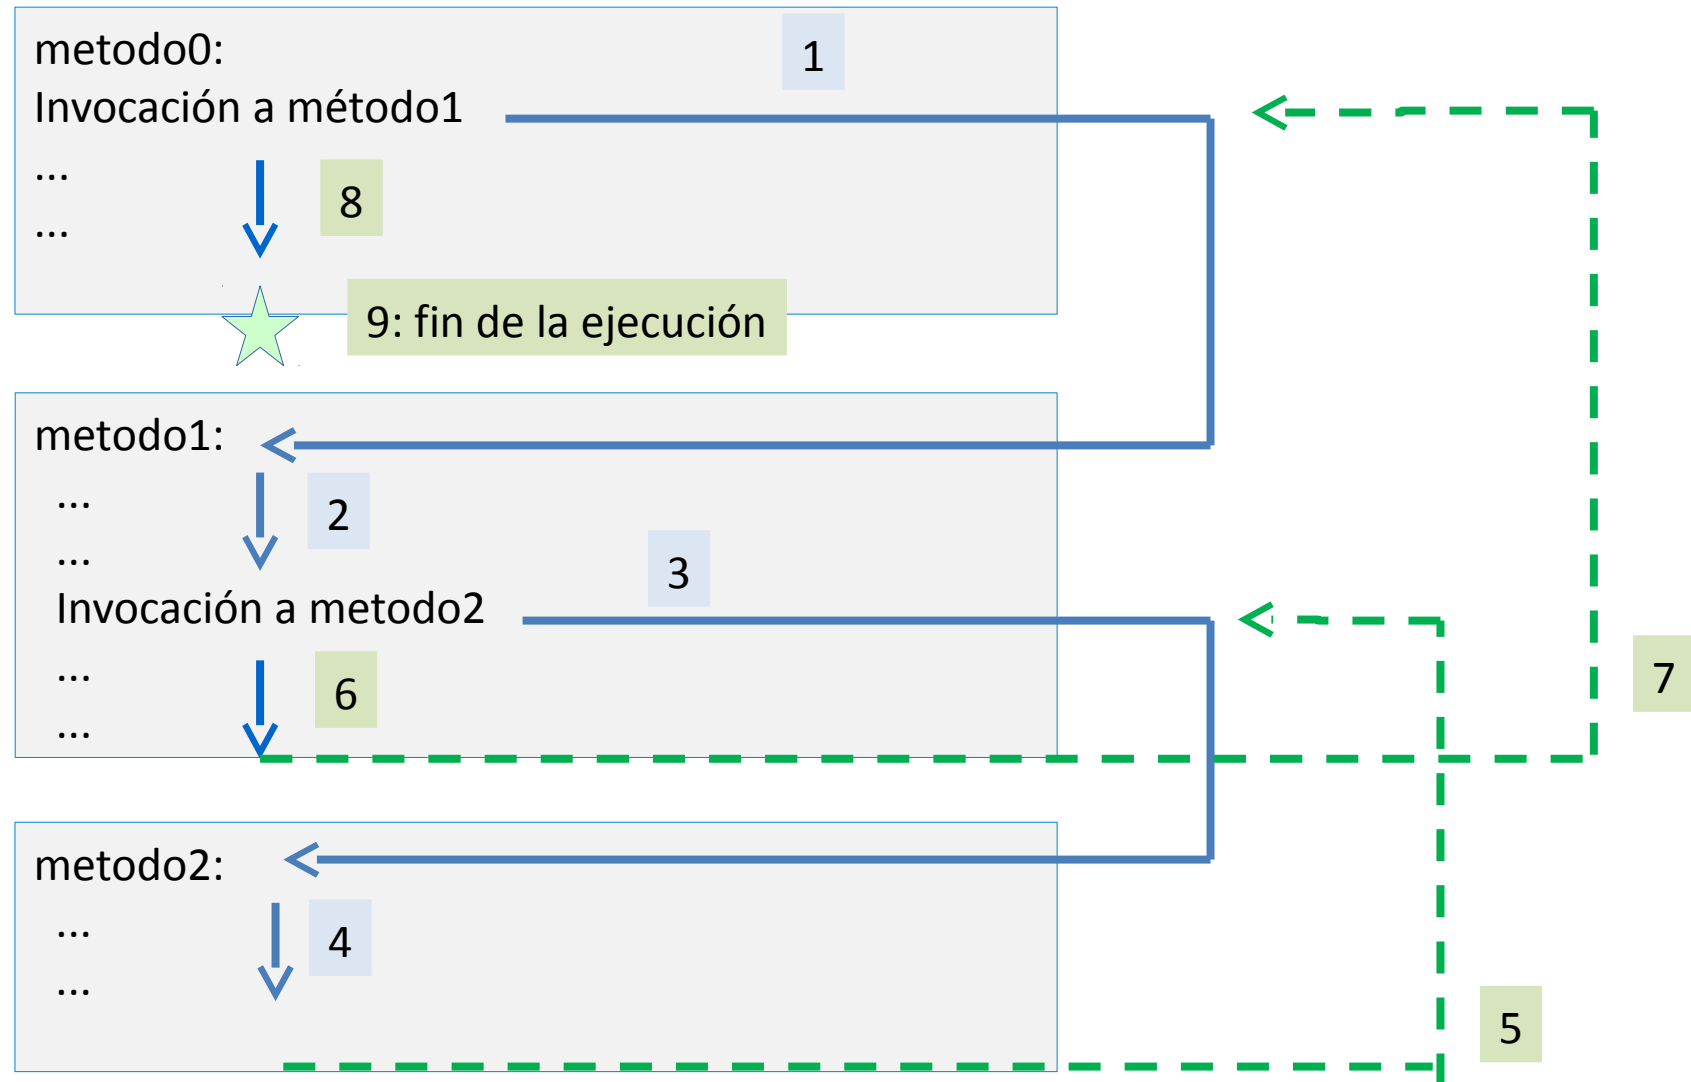 metodo0:
1
Invocación a método1
...
8
...
9: fin de la ejecución
metodo1:
...
2
...
3
Invocación a metodo2
...
6
7
...
metodo2:
...
4
...
5